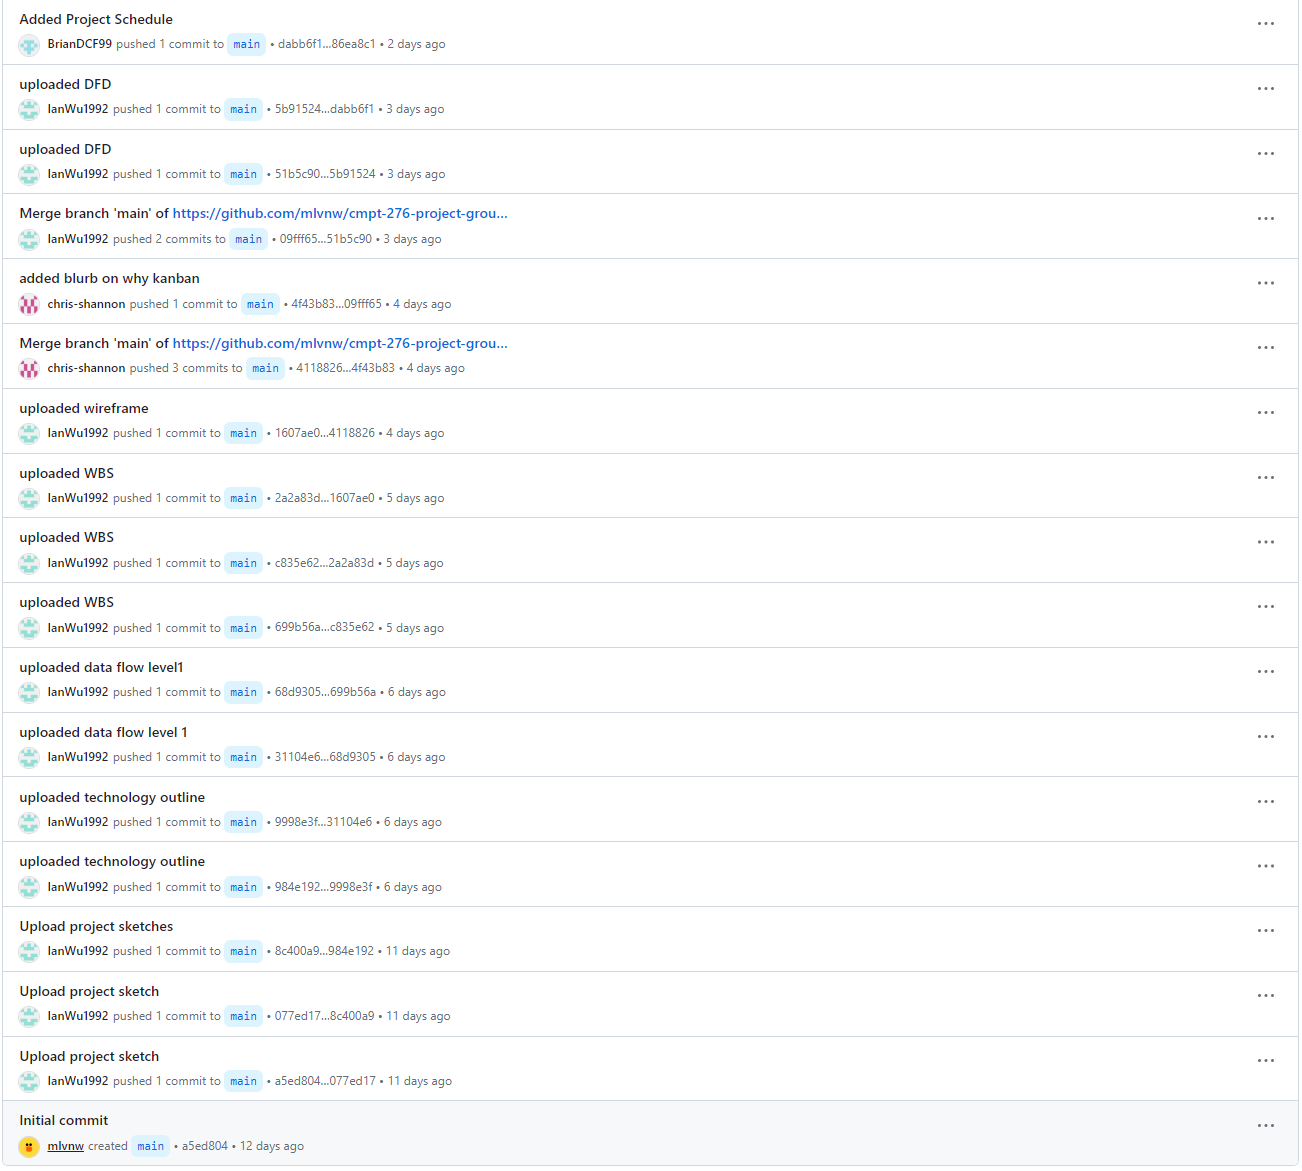 Added Project Schedule
BrianDCF99 pushed 1 commit to main • dabb6f1...86ea8c1 • 2 days ago
uploaded DFD
IanWu1992 pushed 1 commit to main • 5b91524...dabb6f1 • 3 days ago
uploaded DFD
IanWu1992 pushed 1 commit to main • 51b5c90...5b91524 • 3 days ago
Merge branch 'main' of https://github.com/mlvnw/cmpt-276-project-grou...
IanWu1992 pushed 2 commits to main • 09fff65...51b5c90 • 3 days ago
added blurb on why kanban
chris-shannon pushed 1 commit to main • 4f43b83...09fff65 • 4 days ago
Merge branch 'main' of https://github.com/mlvnw/cmpt-276-project-grou...
chris-shannon pushed 3 commits to main • 4118826...4f43b83 • 4 days ago
uploaded wireframe
IanWu1992 pushed 1 commit to main • 1607ae0...4118826 • 4 days ago
uploaded WBS
IanWu1992 pushed 1 commit to main • 2a2a83d...1607ae0 • 5 days ago
uploaded WBS
IanWu1992 pushed 1 commit to main • c835e62...2a2a83d • 5 days ago
uploaded WBS
IanWu1992 pushed 1 commit to main • 699b56a...c835e62 • 5 days ago
uploaded data flow level1
IanWu1992 pushed 1 commit to main • 68d9305...699b56a • 6 days ago
uploaded data flow level 1
IanWu1992 pushed 1 commit to main • 31104e6...68d9305 • 6 days ago
uploaded technology outline
IanWu1992 pushed 1 commit to main • 9998e3f...31104e6 • 6 days ago
uploaded technology outline
IanWu1992 pushed 1 commit to main • 984e192...9998e3f • 6 days ago
Upload project sketches
IanWu1992 pushed 1 commit to main • 8c400a9...984e192 • 11 days ago
Upload project sketch
IanWu1992 pushed 1 commit to main • 077ed17...8c400a9 • 11 days ago
Upload project sketch
IanWu1992 pushed 1 commit to main • a5ed804...077ed17 • 11 days ago
Initial commit
mlvnw created main • a5ed804 • 12 days ago